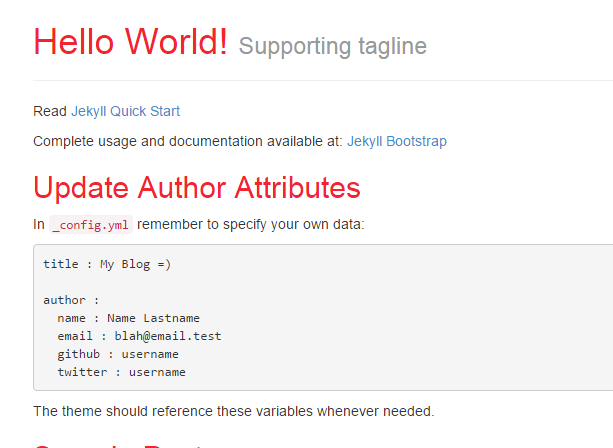 Hello World! Supporting tagline
Read Jekyll Quick Start
Complete usage and documentation available at: Jekyll Bootstrap
Update Author Attributes
In _config.yml remember to specify your own data:
title : My Blog =)
author :
name : Name Lastname
email : blah@email.test
github : username
twitter : username
The theme should reference these variables whenever needed.